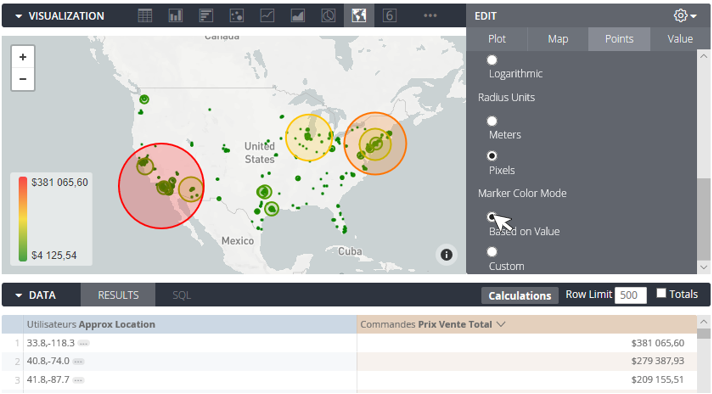 VISUALIZATION
6
EDIT
Plot Map Points Value
Logarithmic
Radius Units
Meters
Pixels
Marker Color Mode
Based on Value
Custom
+
−
Canada
United
States
Mexico
Cuba
$381 065,60
$4 125,54
DATA RESULTS SQL Calculations Row Limit 500 Totals
Utilisateurs Approx Location Commandes Prix Vente Total
1 33.8,-118.3 $381 065,60
2 40.8,-74.0 $279 387,93
3 41.8,-87.7 $209 155,51